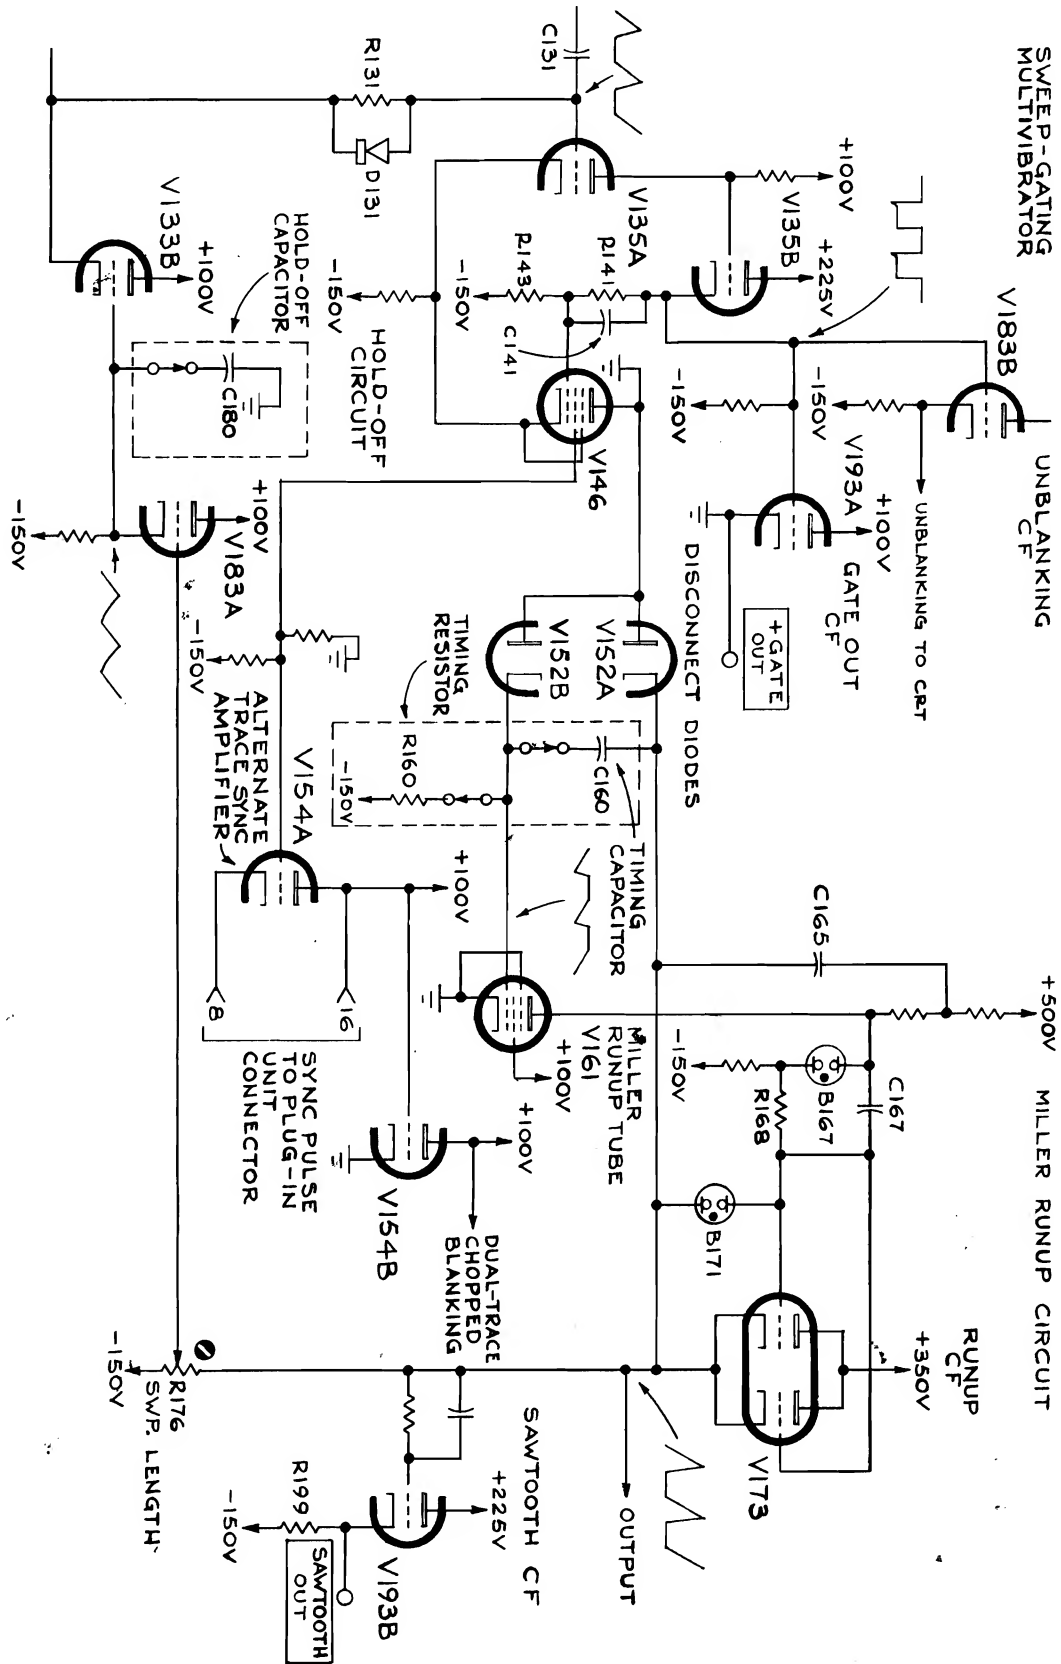 SWEEP-GATING
MULTIVIBRATOR
UNBLANKING
CF
MILLER RUNUP CIRCUIT
V183B
+500V
RUNUP
CF
+350V
+100V
+225V
V135B
-150V
UNBLANKING TO CRT
V193A
GATE OUT
CF
+100V
+GATE
OUT
-150V
C131
V135A
R141
R143
C141
-150V
-150V
V146
DISCONNECT DIODES
V152A
V152B
C165
C167
B167
R168
-150V
B171
V173
OUTPUT
R131
D131
HOLD-OFF
CIRCUIT
TIMING
RESISTOR
R160
-150V
C160
TIMING
CAPACITOR
MILLER
RUNUP TUBE
V161
+100V
V133B
+100V
HOLD-OFF
CAPACITOR
C180
+100V
V183A
-150V
-150V
ALTERNATE
TRACE SYNC
AMPLIFIER
V154A
+100V
8
16
SYNC PULSE
TO PLUG-IN
UNIT
CONNECTOR
+100V
V154B
DUAL-TRACE
CHOPPED
BLANKING
R176
SWP. LENGTH
-150V
SAWTOOTH CF
+225V
V193B
R199
-150V
SAWTOOTH
OUT